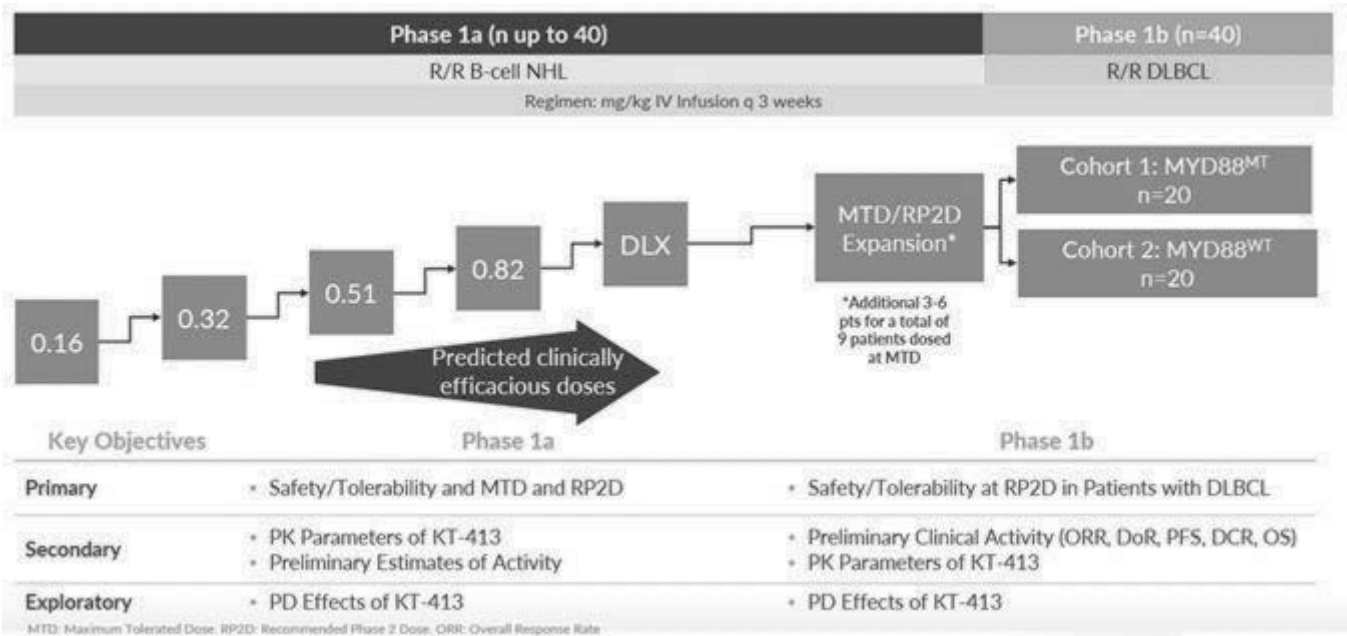 Phase 1a (n up to 40)
Phase 1b (n=40)
R/R B-cell NHL
R/R DLBCL
Regimen: mg/kg IV Infusion q 3 weeks
0.16
0.32
0.51
0.82
DLX
MTD/RP2D
Expansion*
*Additional 3-6
pts for a total of
9 patients dosed
at MTD
Cohort 1: MYD88ᴹᵀ
n=20
Cohort 2: MYD88ᵂᵀ
n=20
Predicted clinically
efficacious doses
Key Objectives
Phase 1a
Phase 1b
Primary
• Safety/Tolerability and MTD and RP2D
• Safety/Tolerability at RP2D in Patients with DLBCL
Secondary
• PK Parameters of KT-413
• Preliminary Estimates of Activity
• Preliminary Clinical Activity (ORR, DoR, PFS, DCR, OS)
• PK Parameters of KT-413
Exploratory
• PD Effects of KT-413
• PD Effects of KT-413
MTD: Maximum Tolerated Dose, RP2D: Recommended Phase 2 Dose, ORR: Overall Response Rate